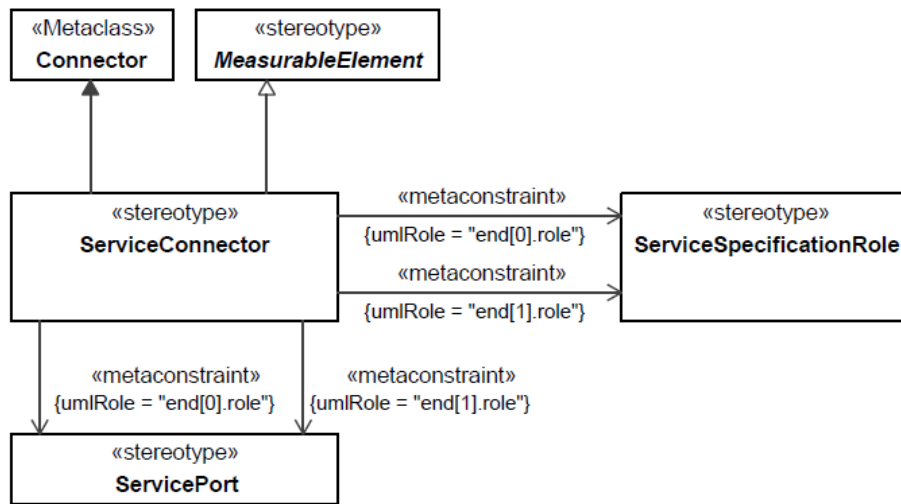 «Metaclass»
Connector
«stereotype»
MeasurableElement
«stereotype»
ServiceConnector
«metaconstraint»
{umlRole = "end[0].role"}
«metaconstraint»
{umlRole = "end[1].role"}
«stereotype»
ServiceSpecificationRole
«metaconstraint»
{umlRole = "end[0].role"}
«metaconstraint»
{umlRole = "end[1].role"}
«stereotype»
ServicePort